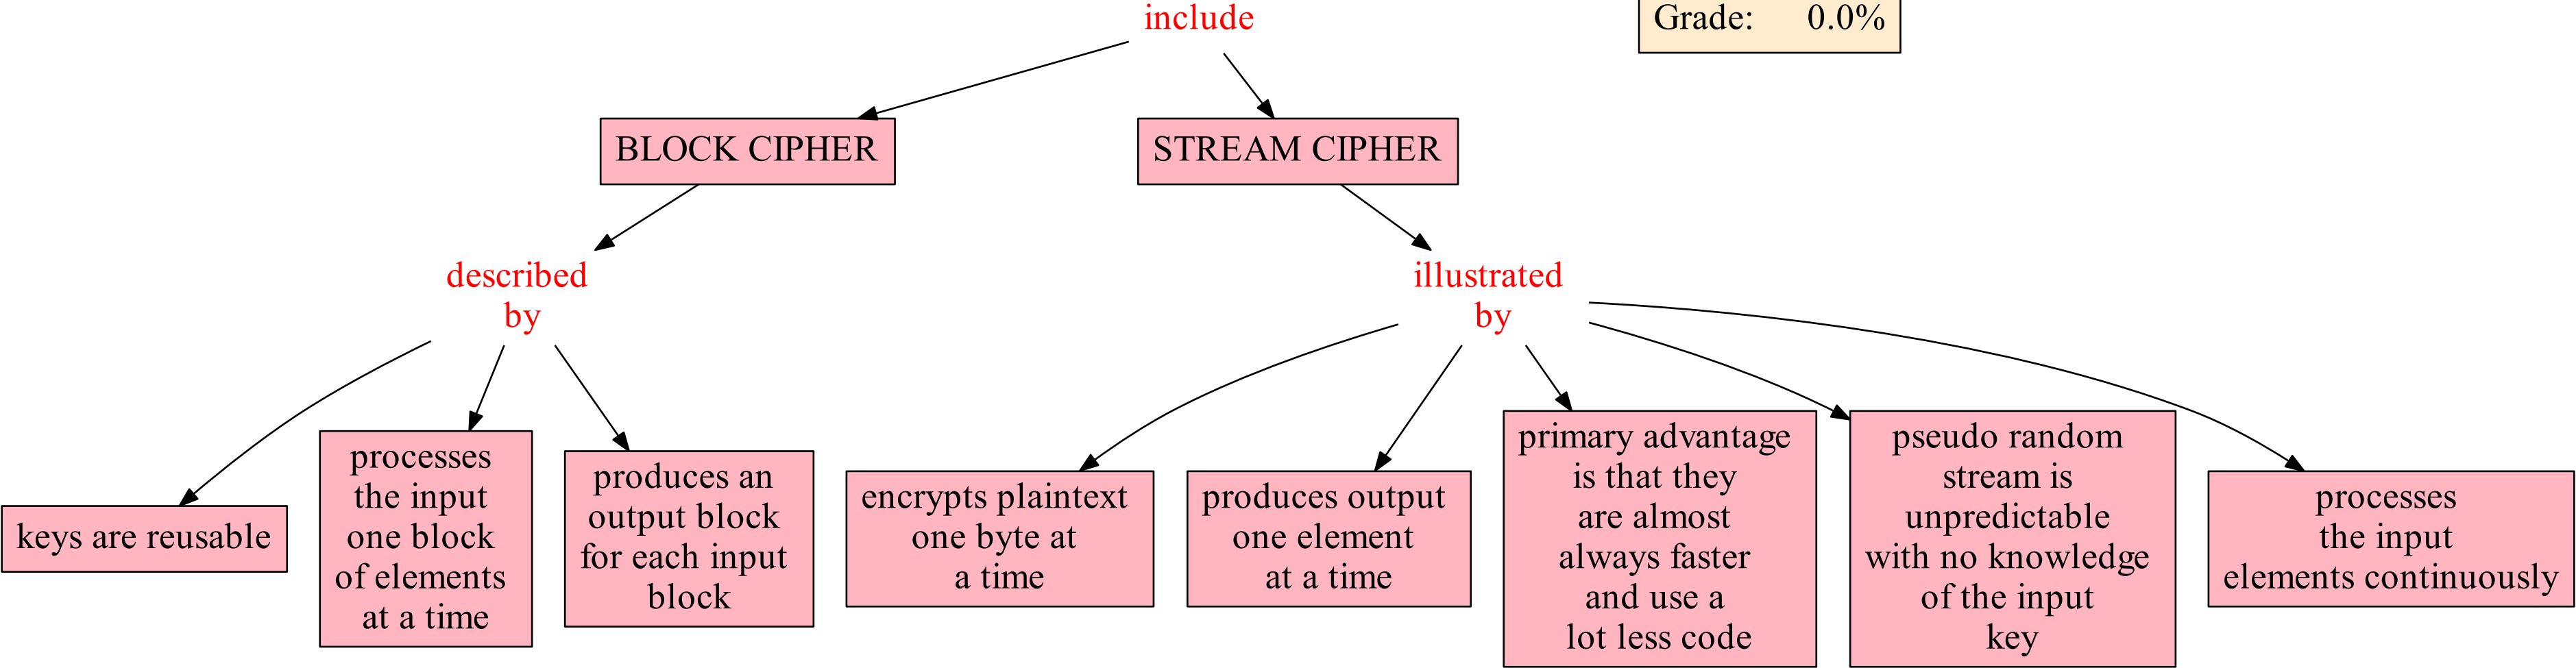 include
Grade: 0.0%
BLOCK CIPHER
STREAM CIPHER
described
by
illustrated
by
keys are reusable
processes
the input
one block
of elements
at a time
produces an
output block
for each input
block
encrypts plaintext
one byte at
a time
produces output
one element
at a time
primary advantage
is that they
are almost
always faster
and use a
lot less code
pseudo random
stream is
unpredictable
with no knowledge
of the input
key
processes
the input
elements continuously